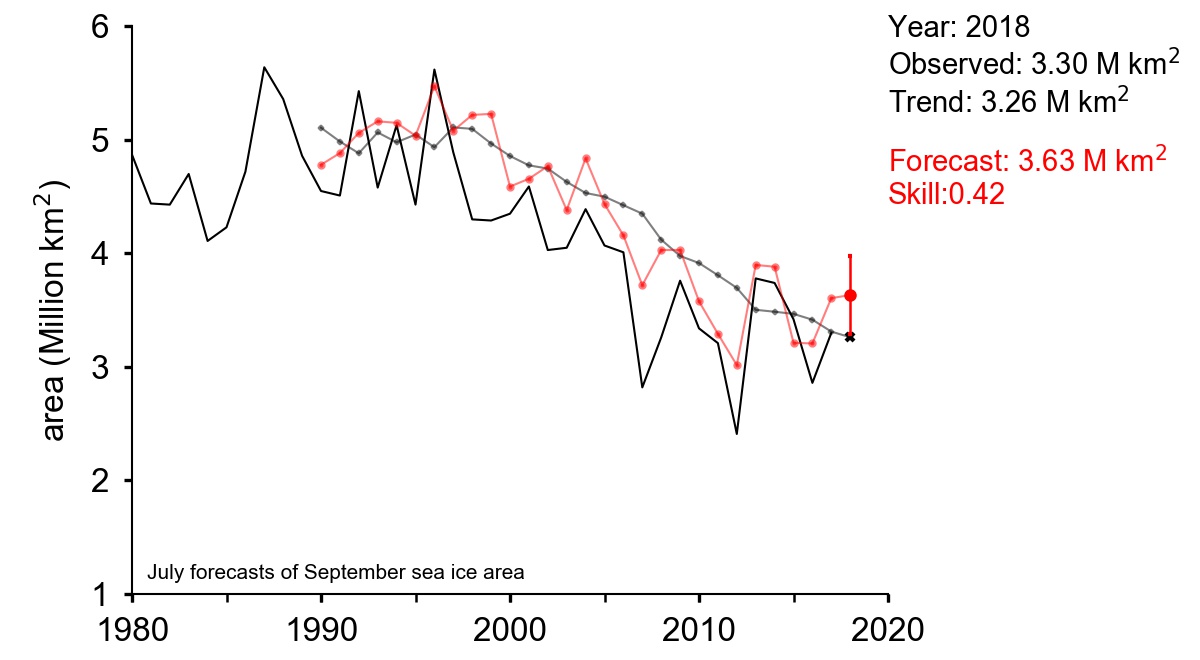 6
5
4
3
2
1
area (Million km²)
1980
1990
2000
2010
2020
July forecasts of September sea ice area
Year: 2018
Observed: 3.30 M km²
Trend: 3.26 M km²
Forecast: 3.63 M km²
Skill:0.42